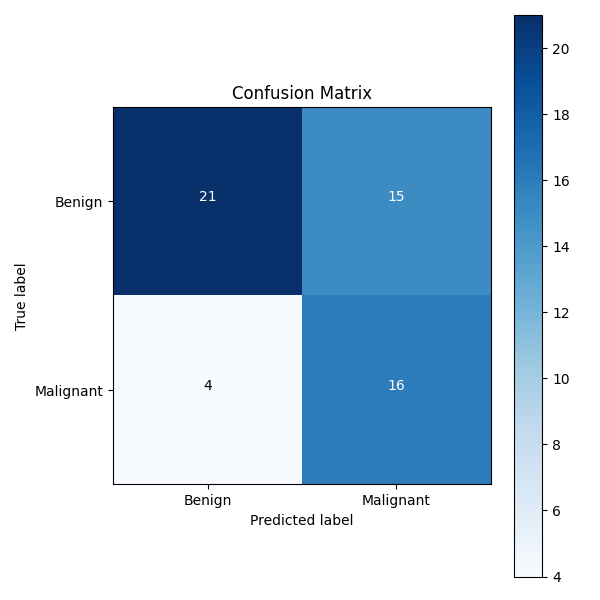 Confusion Matrix
True label
Benign
21
15
Malignant
4
16
Benign
Malignant
Predicted label
20
18
16
14
12
10
8
6
4